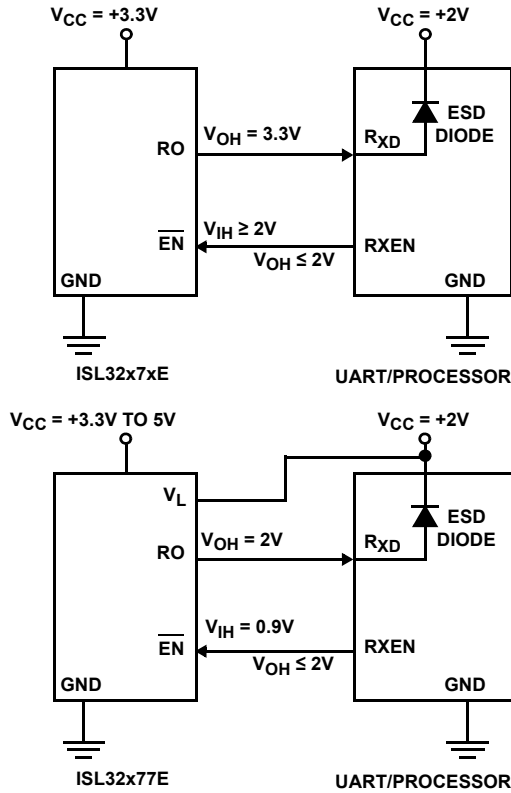 V_CC = +3.3V
V_CC = +2V
ESD
DIODE
RO
V_OH = 3.3V
R_XD
V_IH ≥ 2V
E̅N̅
RXEN
V_OH ≤ 2V
GND
GND
ISL32x7xE
UART/PROCESSOR
V_CC = +3.3V TO 5V
V_CC = +2V
V_L
ESD
DIODE
RO
V_OH = 2V
R_XD
V_IH = 0.9V
E̅N̅
RXEN
V_OH ≤ 2V
GND
GND
ISL32x77E
UART/PROCESSOR